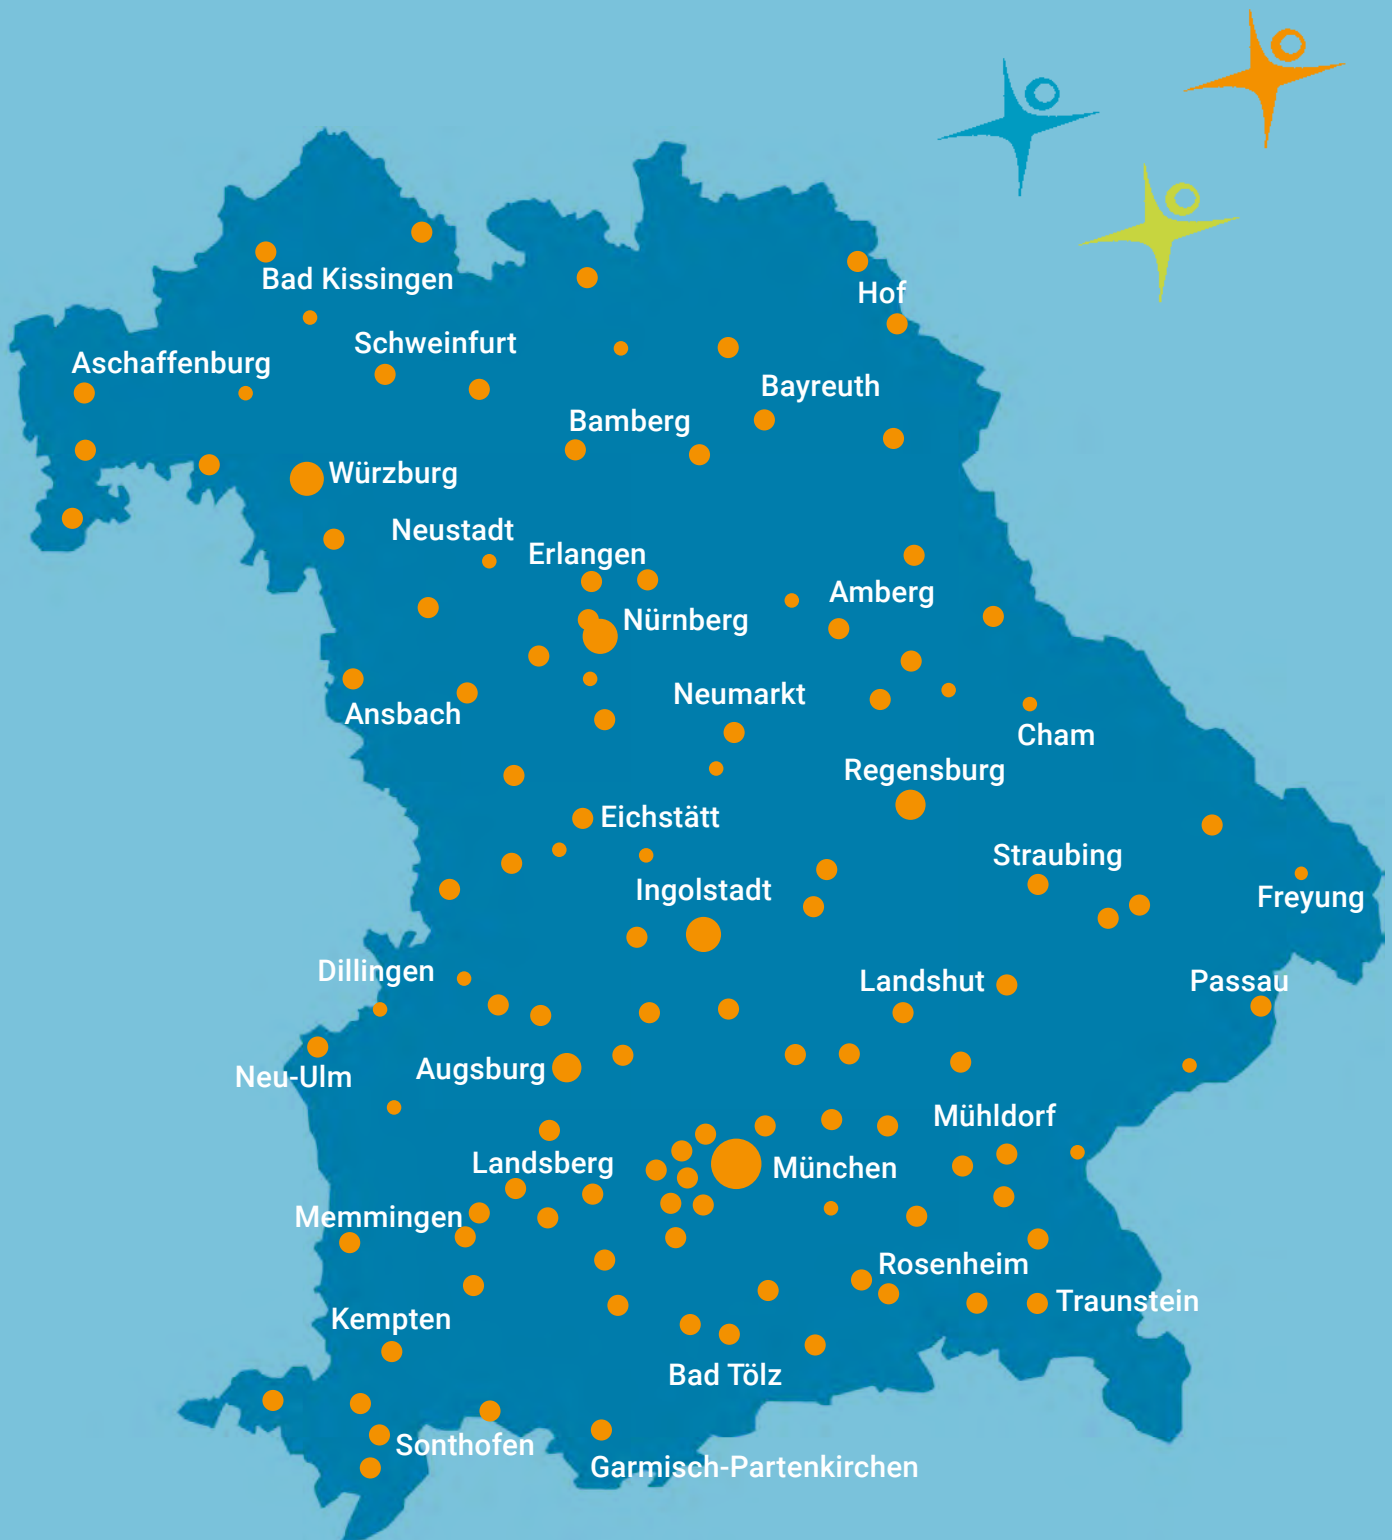 Bad Kissingen
Hof
Schweinfurt
Aschaffenburg
Bayreuth
Bamberg
Würzburg
Neustadt
Erlangen
Amberg
Nürnberg
Neumarkt
Ansbach
Cham
Regensburg
Eichstätt
Straubing
Ingolstadt
Freyung
Dillingen
Landshut
Passau
Augsburg
Neu-Ulm
Mühldorf
Landsberg
München
Memmingen
Rosenheim
Traunstein
Kempten
Bad Tölz
Sonthofen
Garmisch-Partenkirchen